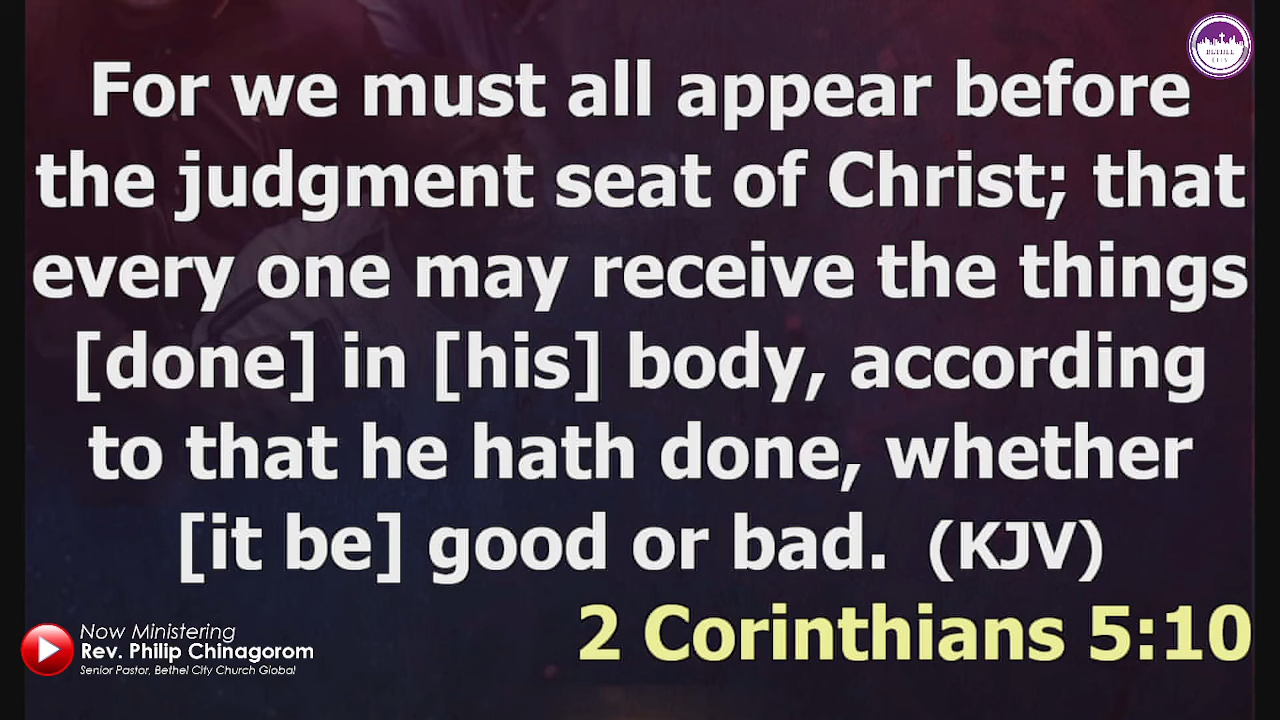 BETHEL
CITY
For we must all appear before
the judgment seat of Christ; that
every one may receive the things
[done] in [his] body, according
to that he hath done, whether
[it be] good or bad. (KJV)
2 Corinthians 5:10
Now Ministering
Rev. Philip Chinagorom
Senior Pastor, Bethel City Church Global